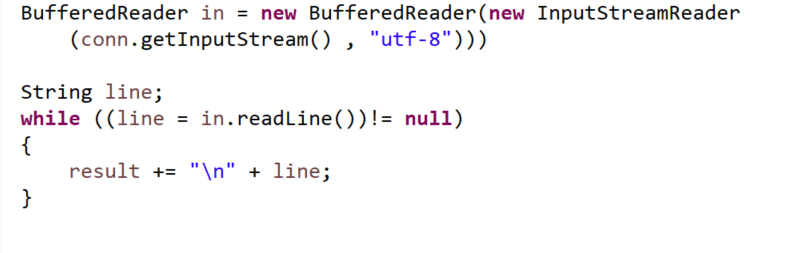 BufferedReader in = new BufferedReader(new InputStreamReader
(conn.getInputStream() , "utf-8")))
String line;
while ((line = in.readLine())!= null)
{
result += "\n" + line;
}